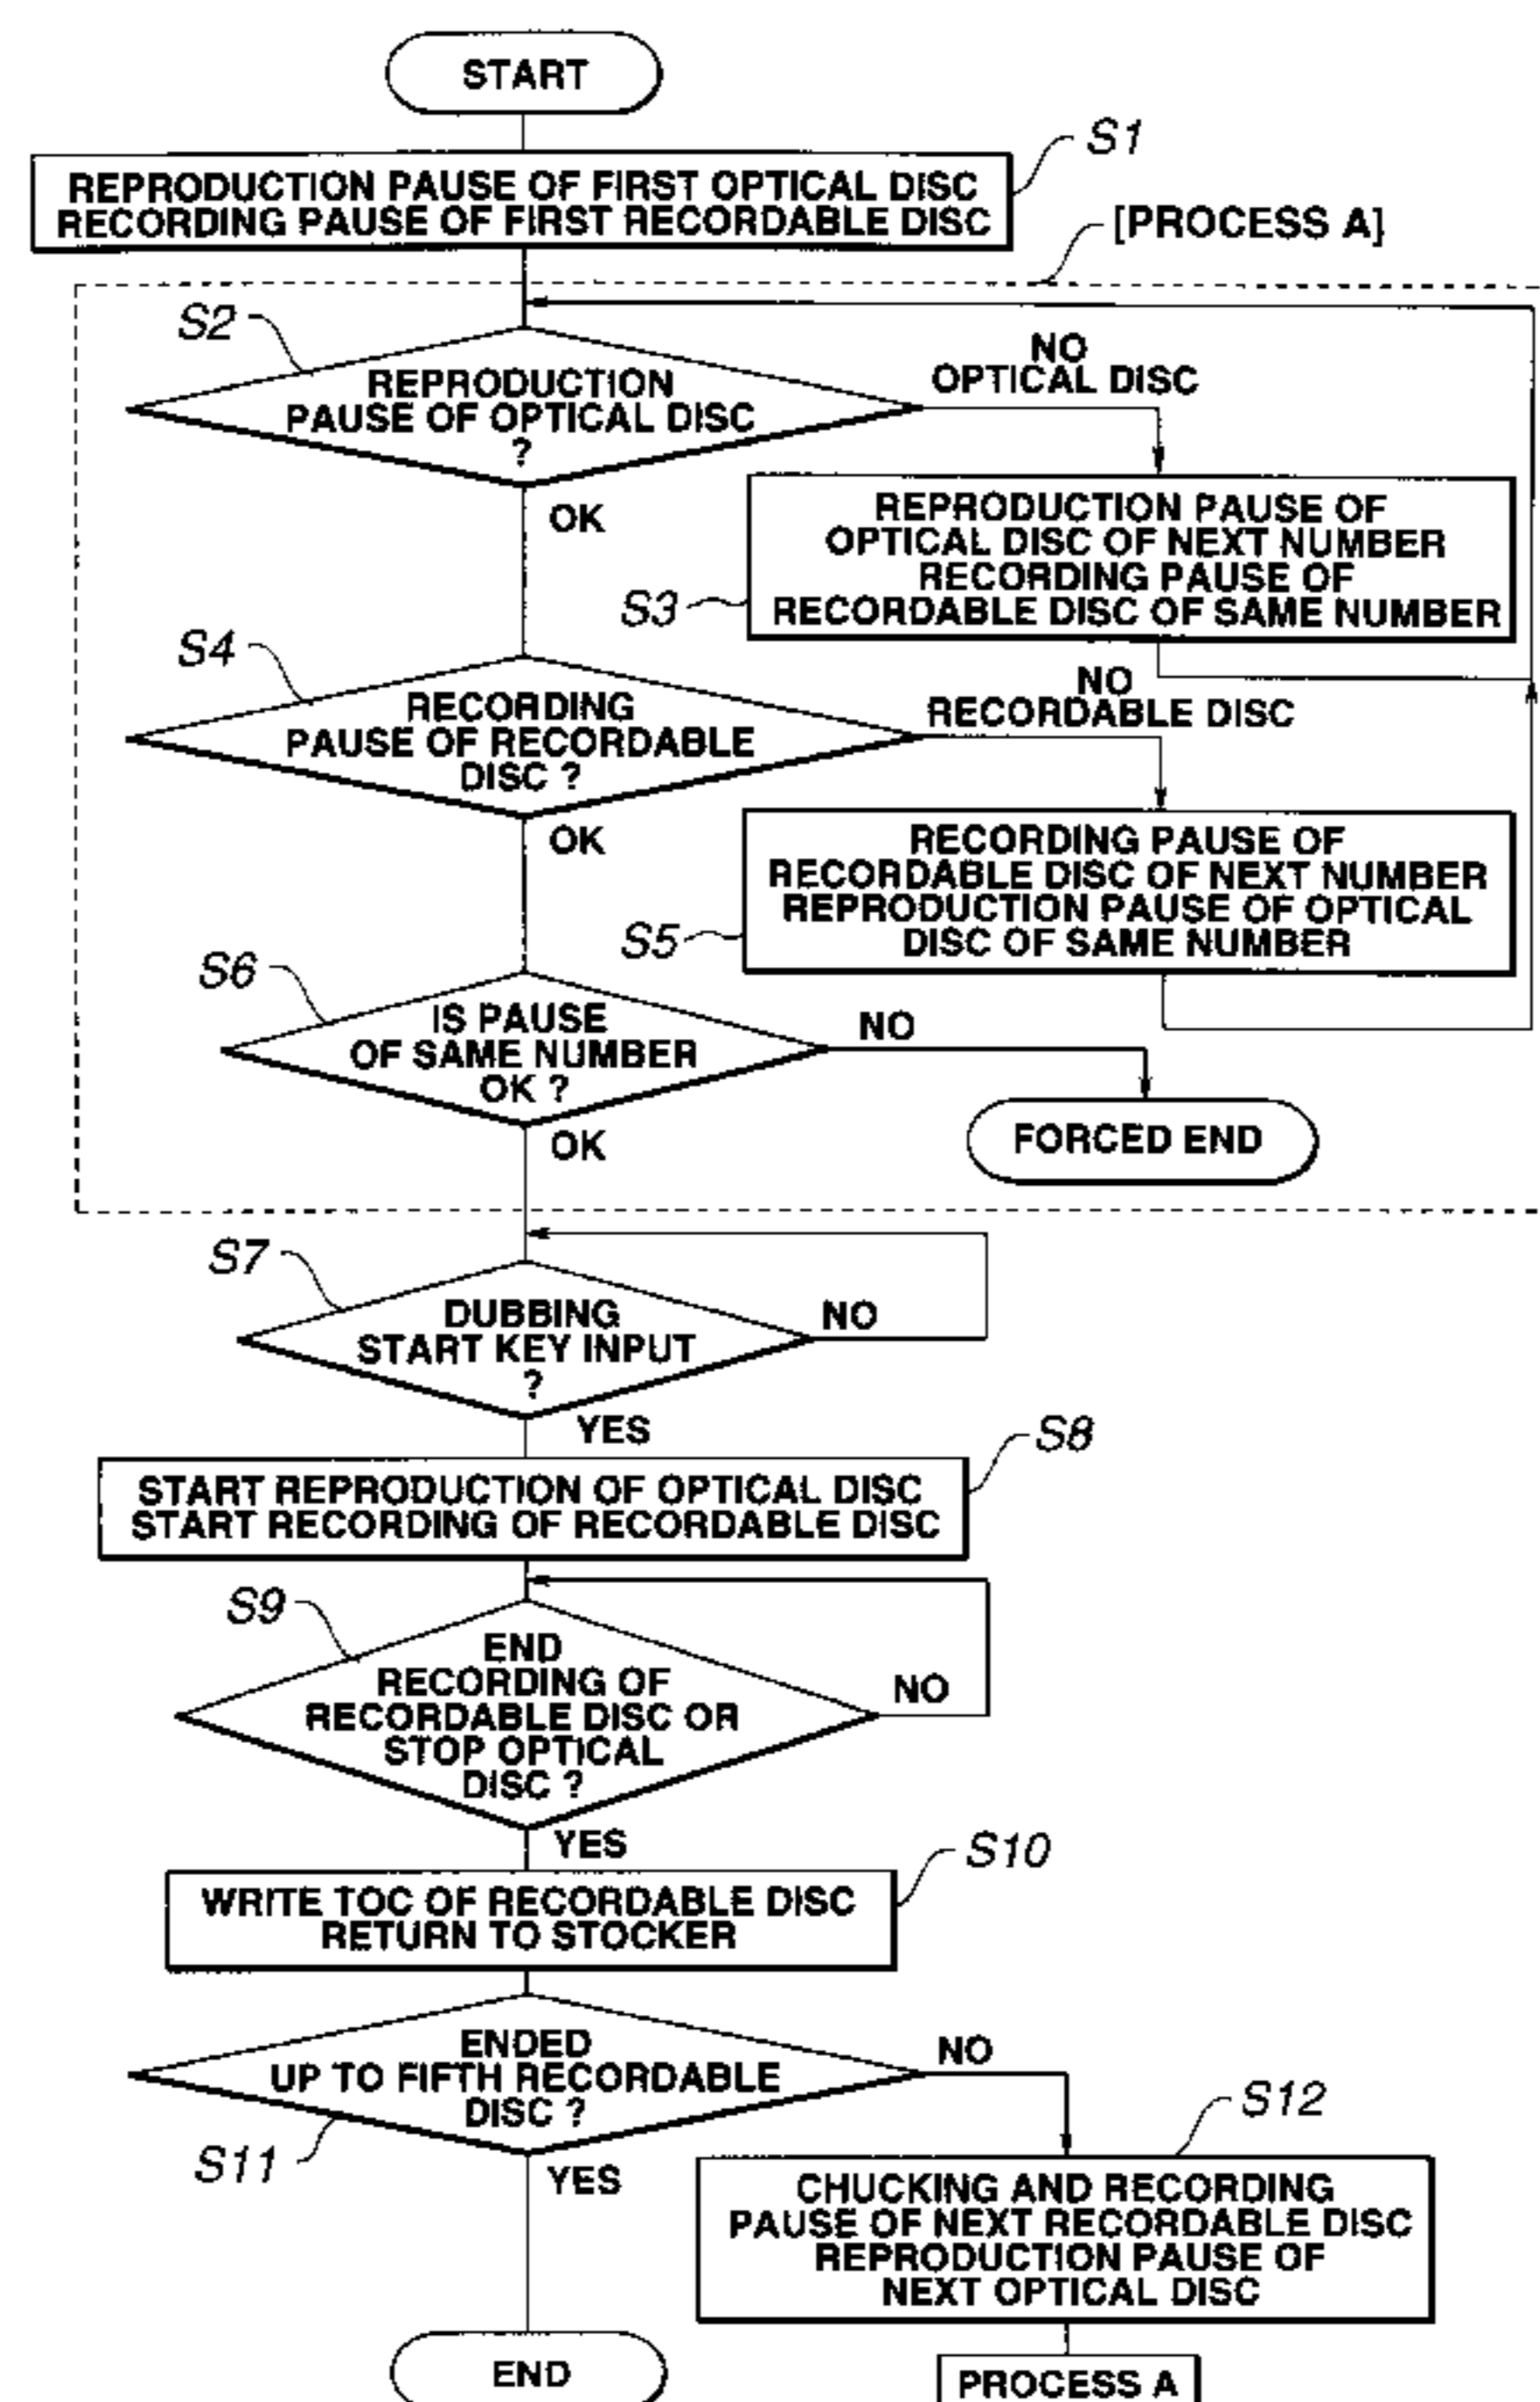 START
S1
REPRODUCTION PAUSE OF FIRST OPTICAL DISC
RECORDING PAUSE OF FIRST RECORDABLE DISC
[PROCESS A]
S2
REPRODUCTION
PAUSE OF OPTICAL DISC
?
NO
OPTICAL DISC
OK
S3
REPRODUCTION PAUSE OF
OPTICAL DISC OF NEXT NUMBER
RECORDING PAUSE OF
RECORDABLE DISC OF SAME NUMBER
S4
RECORDING
PAUSE OF RECORDABLE
DISC ?
NO
RECORDABLE DISC
OK
S5
RECORDING PAUSE OF
RECORDABLE DISC OF NEXT NUMBER
REPRODUCTION PAUSE OF OPTICAL
DISC OF SAME NUMBER
S6
IS PAUSE
OF SAME NUMBER
OK ?
NO
FORCED END
OK
S7
DUBBING
START KEY INPUT
?
NO
YES
S8
START REPRODUCTION OF OPTICAL DISC
START RECORDING OF RECORDABLE DISC
S9
END
RECORDING OF
RECORDABLE DISC OR
STOP OPTICAL
DISC ?
NO
YES
S10
WRITE TOC OF RECORDABLE DISC
RETURN TO STOCKER
ENDED
UP TO FIFTH RECORDABLE
DISC ?
NO
S11
YES
S12
CHUCKING AND RECORDING
PAUSE OF NEXT RECORDABLE DISC
REPRODUCTION PAUSE OF
NEXT OPTICAL DISC
END
PROCESS A